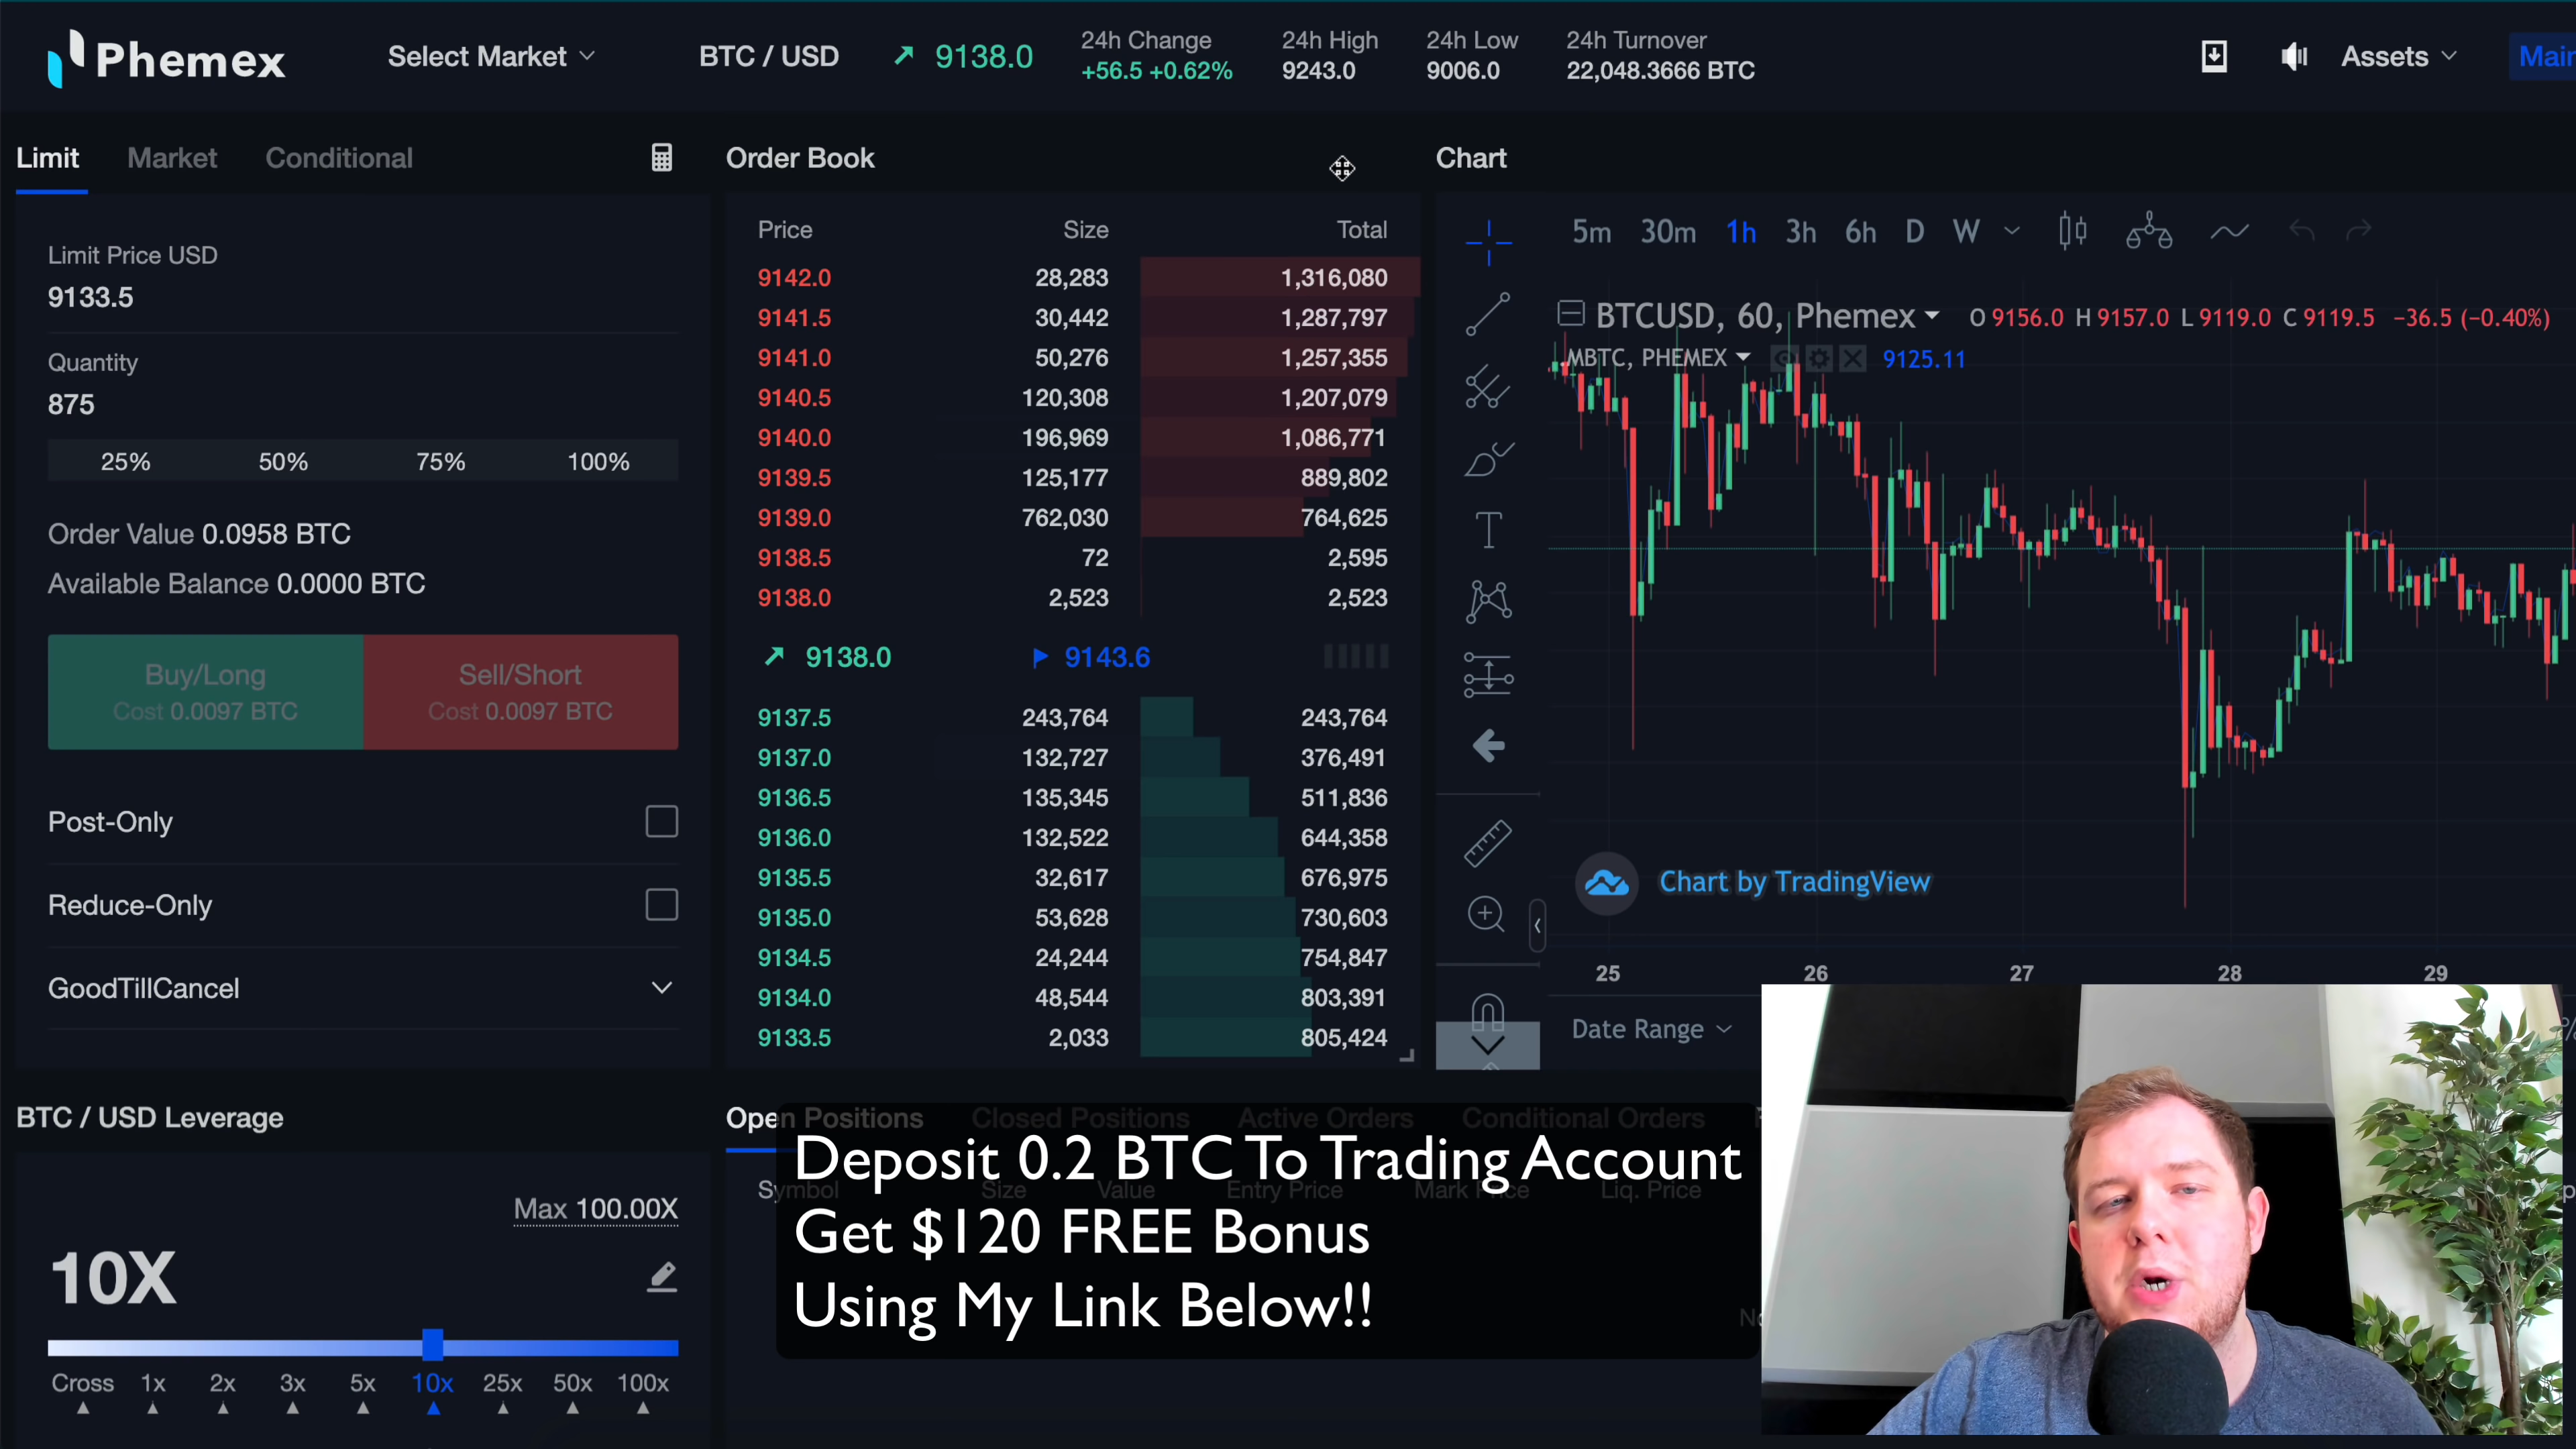 Phemex
Select Market
BTC / USD
9138.0
24h Change
+56.5 +0.62%
24h High
9243.0
24h Low
9006.0
24h Turnover
22,048.3666 BTC
Assets
Limit
Market
Conditional
Limit Price USD
9133.5
Quantity
875
25% 50% 75% 100%
Order Value 0.0958 BTC
Available Balance 0.0000 BTC
Buy/Long
Cost 0.0097 BTC
Sell/Short
Cost 0.0097 BTC
Post-Only
Reduce-Only
GoodTillCancel
BTC / USD Leverage
Max 100.00X
10X
Cross 1x 2x 3x 5x 10x 25x 50x 100x
Order Book
Price Size Total
9142.0 28,283 1,316,080
9141.5 30,442 1,287,797
9141.0 50,276 1,257,355
9140.5 120,308 1,207,079
9140.0 196,969 1,086,771
9139.5 125,177 889,802
9139.0 762,030 764,625
9138.5 72 2,595
9138.0 2,523 2,523
9138.0 9143.6
9137.5 243,764 243,764
9137.0 132,727 376,491
9136.5 135,345 511,836
9136.0 132,522 644,358
9135.5 32,617 676,975
9135.0 53,628 730,603
9134.5 24,244 754,847
9134.0 48,544 803,391
9133.5 2,033 805,424
Chart
5m 30m 1h 3h 6h D W
BTCUSD, 60, Phemex O 9156.0 H 9157.0 L 9119.0 C 9119.5 −36.5 (−0.40%)
.MBTC, PHEMEX 9125.11
Chart by TradingView
25 26 27 28 29
Date Range
Open Positions Closed Positions Active Orders Conditional Orders
Symbol Size Value Entry Price Mark Price Liq. Price
Deposit 0.2 BTC To Trading Account
Get $120 FREE Bonus
Using My Link Below!!